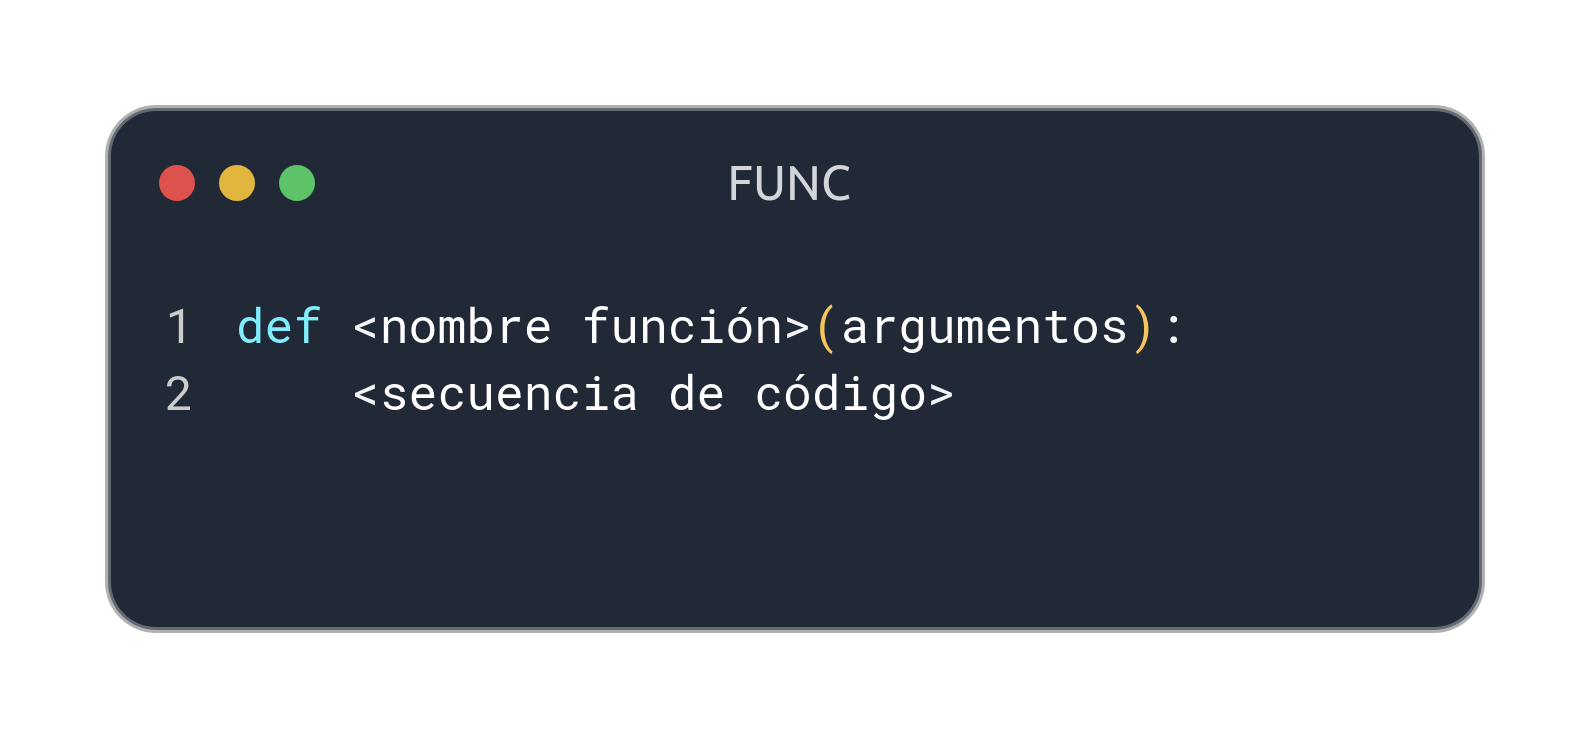 FUNC
1 def <nombre función>(argumentos):
2     <secuencia de código>